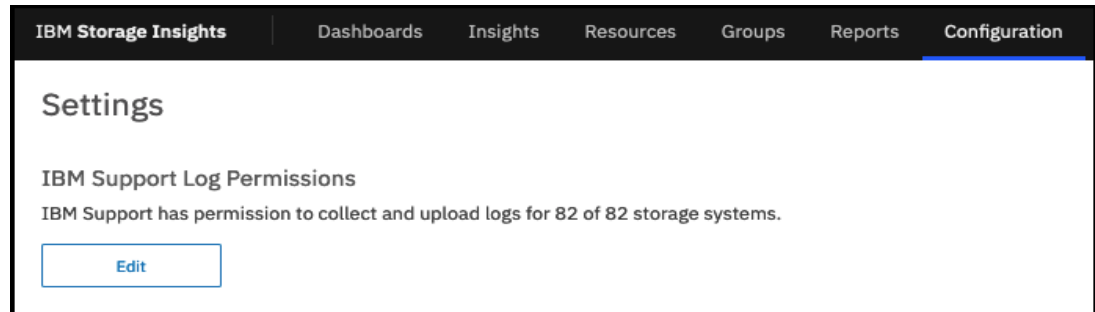 IBM Storage Insights Dashboards Insights Resources Groups Reports Configuration
Settings
IBM Support Log Permissions
IBM Support has permission to collect and upload logs for 82 of 82 storage systems.
Edit